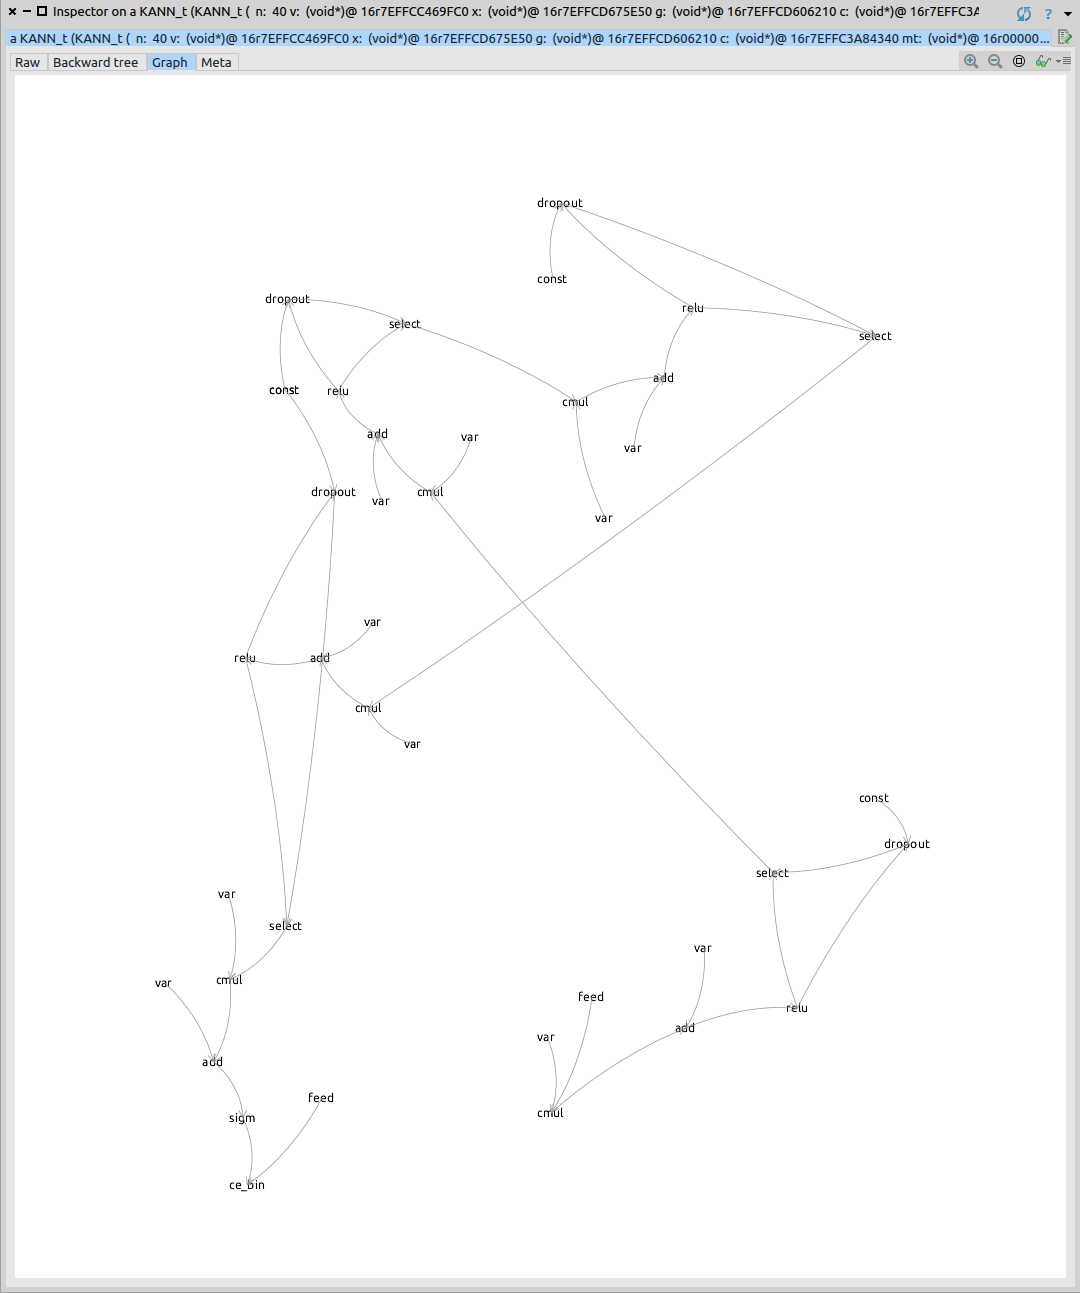 Inspector on a KANN_t (KANN_t ( n: 40 v: (void*)@ 16r7EFFCC469FC0 x: (void*)@ 16r7EFFCD675E50 g: (void*)@ 16r7EFFCD606210 c: (void*)@ 16r7EFFC3A
a KANN_t (KANN_t ( n: 40 v: (void*)@ 16r7EFFCC469FC0 x: (void*)@ 16r7EFFCD675E50 g: (void*)@ 16r7EFFCD606210 c: (void*)@ 16r7EFFC3A84340 mt: (void*)@ 16r00000...
Raw Backward tree Graph Meta
dropout
const
dropout
relu
select
select
add
const
relu
cmul
add
var
var
dropout
cmul
var
var
var
relu
add
cmul
var
const
dropout
select
var
select
var
cmul
var
feed
relu
add
var
add
feed
cmul
sigm
ce_bin